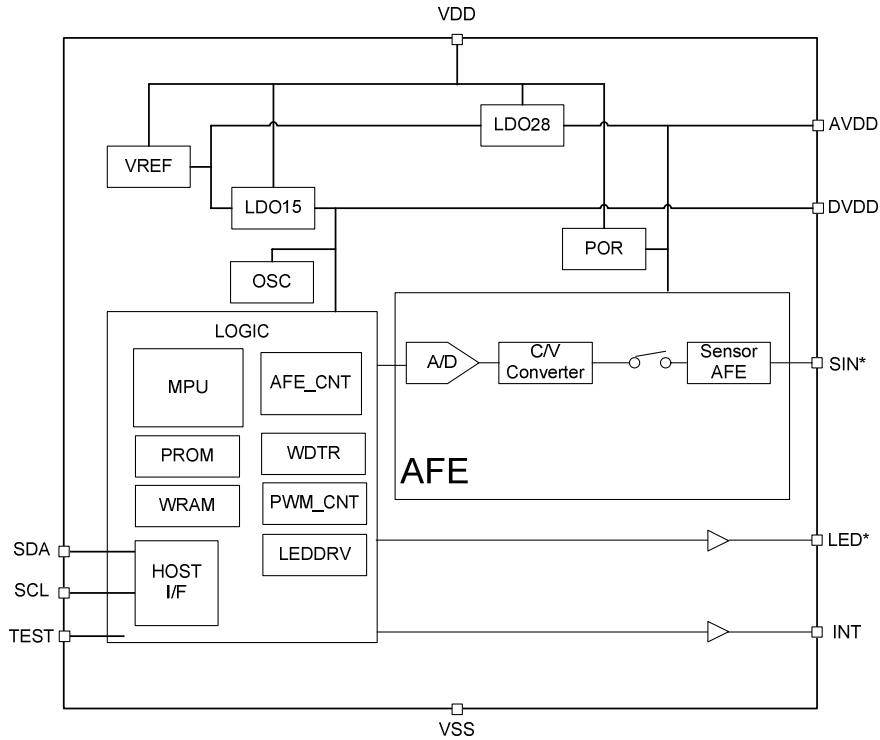 VDD
LDO28
AVDD
VREF
LDO15
DVDD
POR
OSC
LOGIC
MPU
AFE_CNT
A/D
C/V
Converter
Sensor
AFE
SIN*
PROM
WDTR
AFE
WRAM
PWM_CNT
SDA
HOST
I/F
LEDDRV
LED*
SCL
TEST
INT
VSS